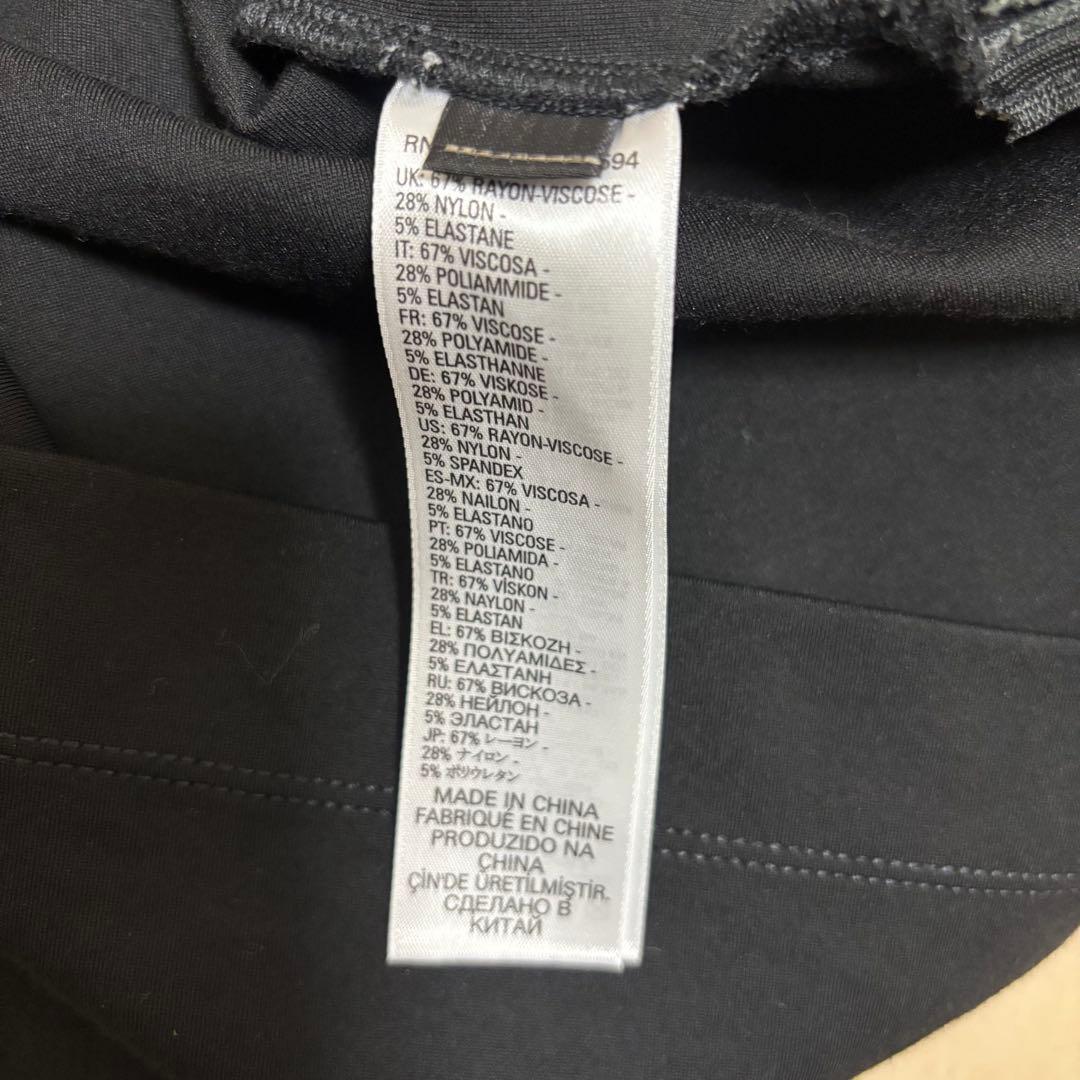 RN 594
UK: 67% RAYON-VISCOSE -
28% NYLON -
5% ELASTANE
IT: 67% VISCOSA -
28% POLIAMMIDE -
5% ELASTAN
FR: 67% VISCOSE -
28% POLYAMIDE -
5% ELASTHANNE
DE: 67% VISKOSE -
28% POLYAMID -
5% ELASTHAN
US: 67% RAYON-VISCOSE -
28% NYLON -
5% SPANDEX
ES-MX: 67% VISCOSA -
28% NAILON -
5% ELASTANO
PT: 67% VISCOSE -
28% POLIAMIDA -
5% ELASTANO
TR: 67% VİSKON -
28% NAYLON -
5% ELASTAN
EL: 67% ΒΙΣΚΟΖΗ -
28% ΠΟΛΥΑΜΙΔΕΣ -
5% ΕΛΑΣΤΑΝΗ
RU: 67% ВИСКОЗА -
28% НЕЙЛОН -
5% ЭЛАСТАН
JP: 67% レーヨン -
28% ナイロン -
5% ポリウレタン
MADE IN CHINA
FABRIQUÉ EN CHINE
PRODUZIDO NA
CHINA
ÇİN'DE ÜRETİLMİŞTİR.
СДЕЛАНО В
КИТАЙ